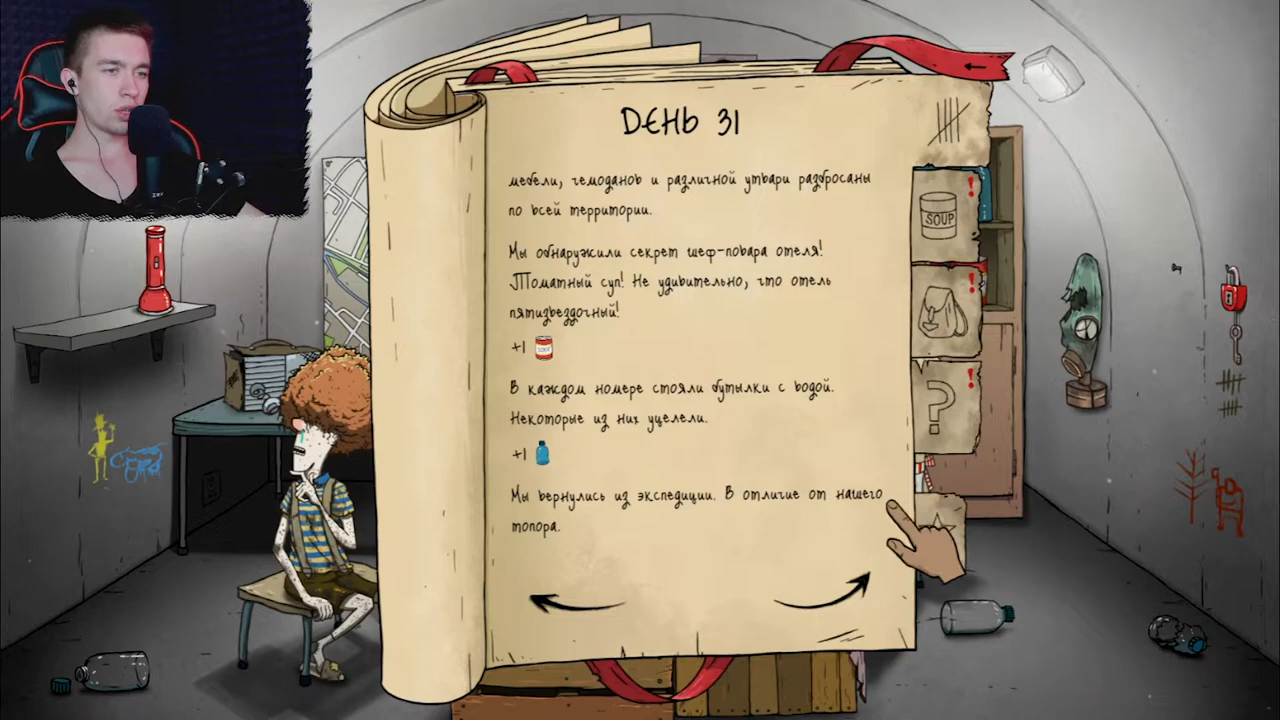 ДЕНЬ 31
мебели, чемоданов и различной утвари разбросаны
по всей территории.
Мы обнаружили секрет шеф-повара отеля!
Томатный суп! Не удивительно, что отель
пятизвездочный!
+1 SOUP
В каждом номере стояли бутылки с водой.
Некоторые из них уцелели.
+1
Мы вернулись из экспедиции. В отличие от нашего
топора.
SOUP
!
!
?
!